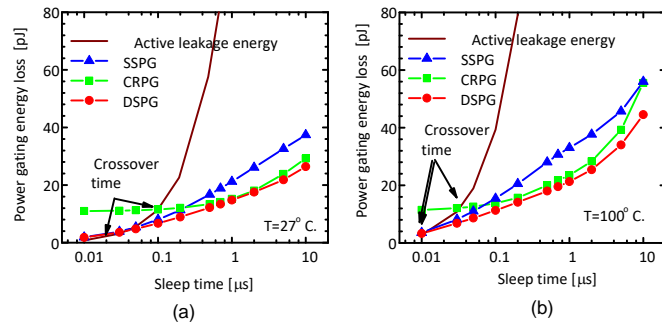 Power gating energy loss [pJ]
80
60
40
20
0
Active leakage energy
SSPG
CRPG
DSPG
Crossover
time
T=27° C.
0.01
0.1
1
10
Sleep time [µs]
(a)
Power gating energy loss [pJ]
80
60
40
20
0
Active leakage energy
SSPG
CRPG
DSPG
Crossover
time
T=100° C.
0.01
0.1
1
10
Sleep time [µs]
(b)